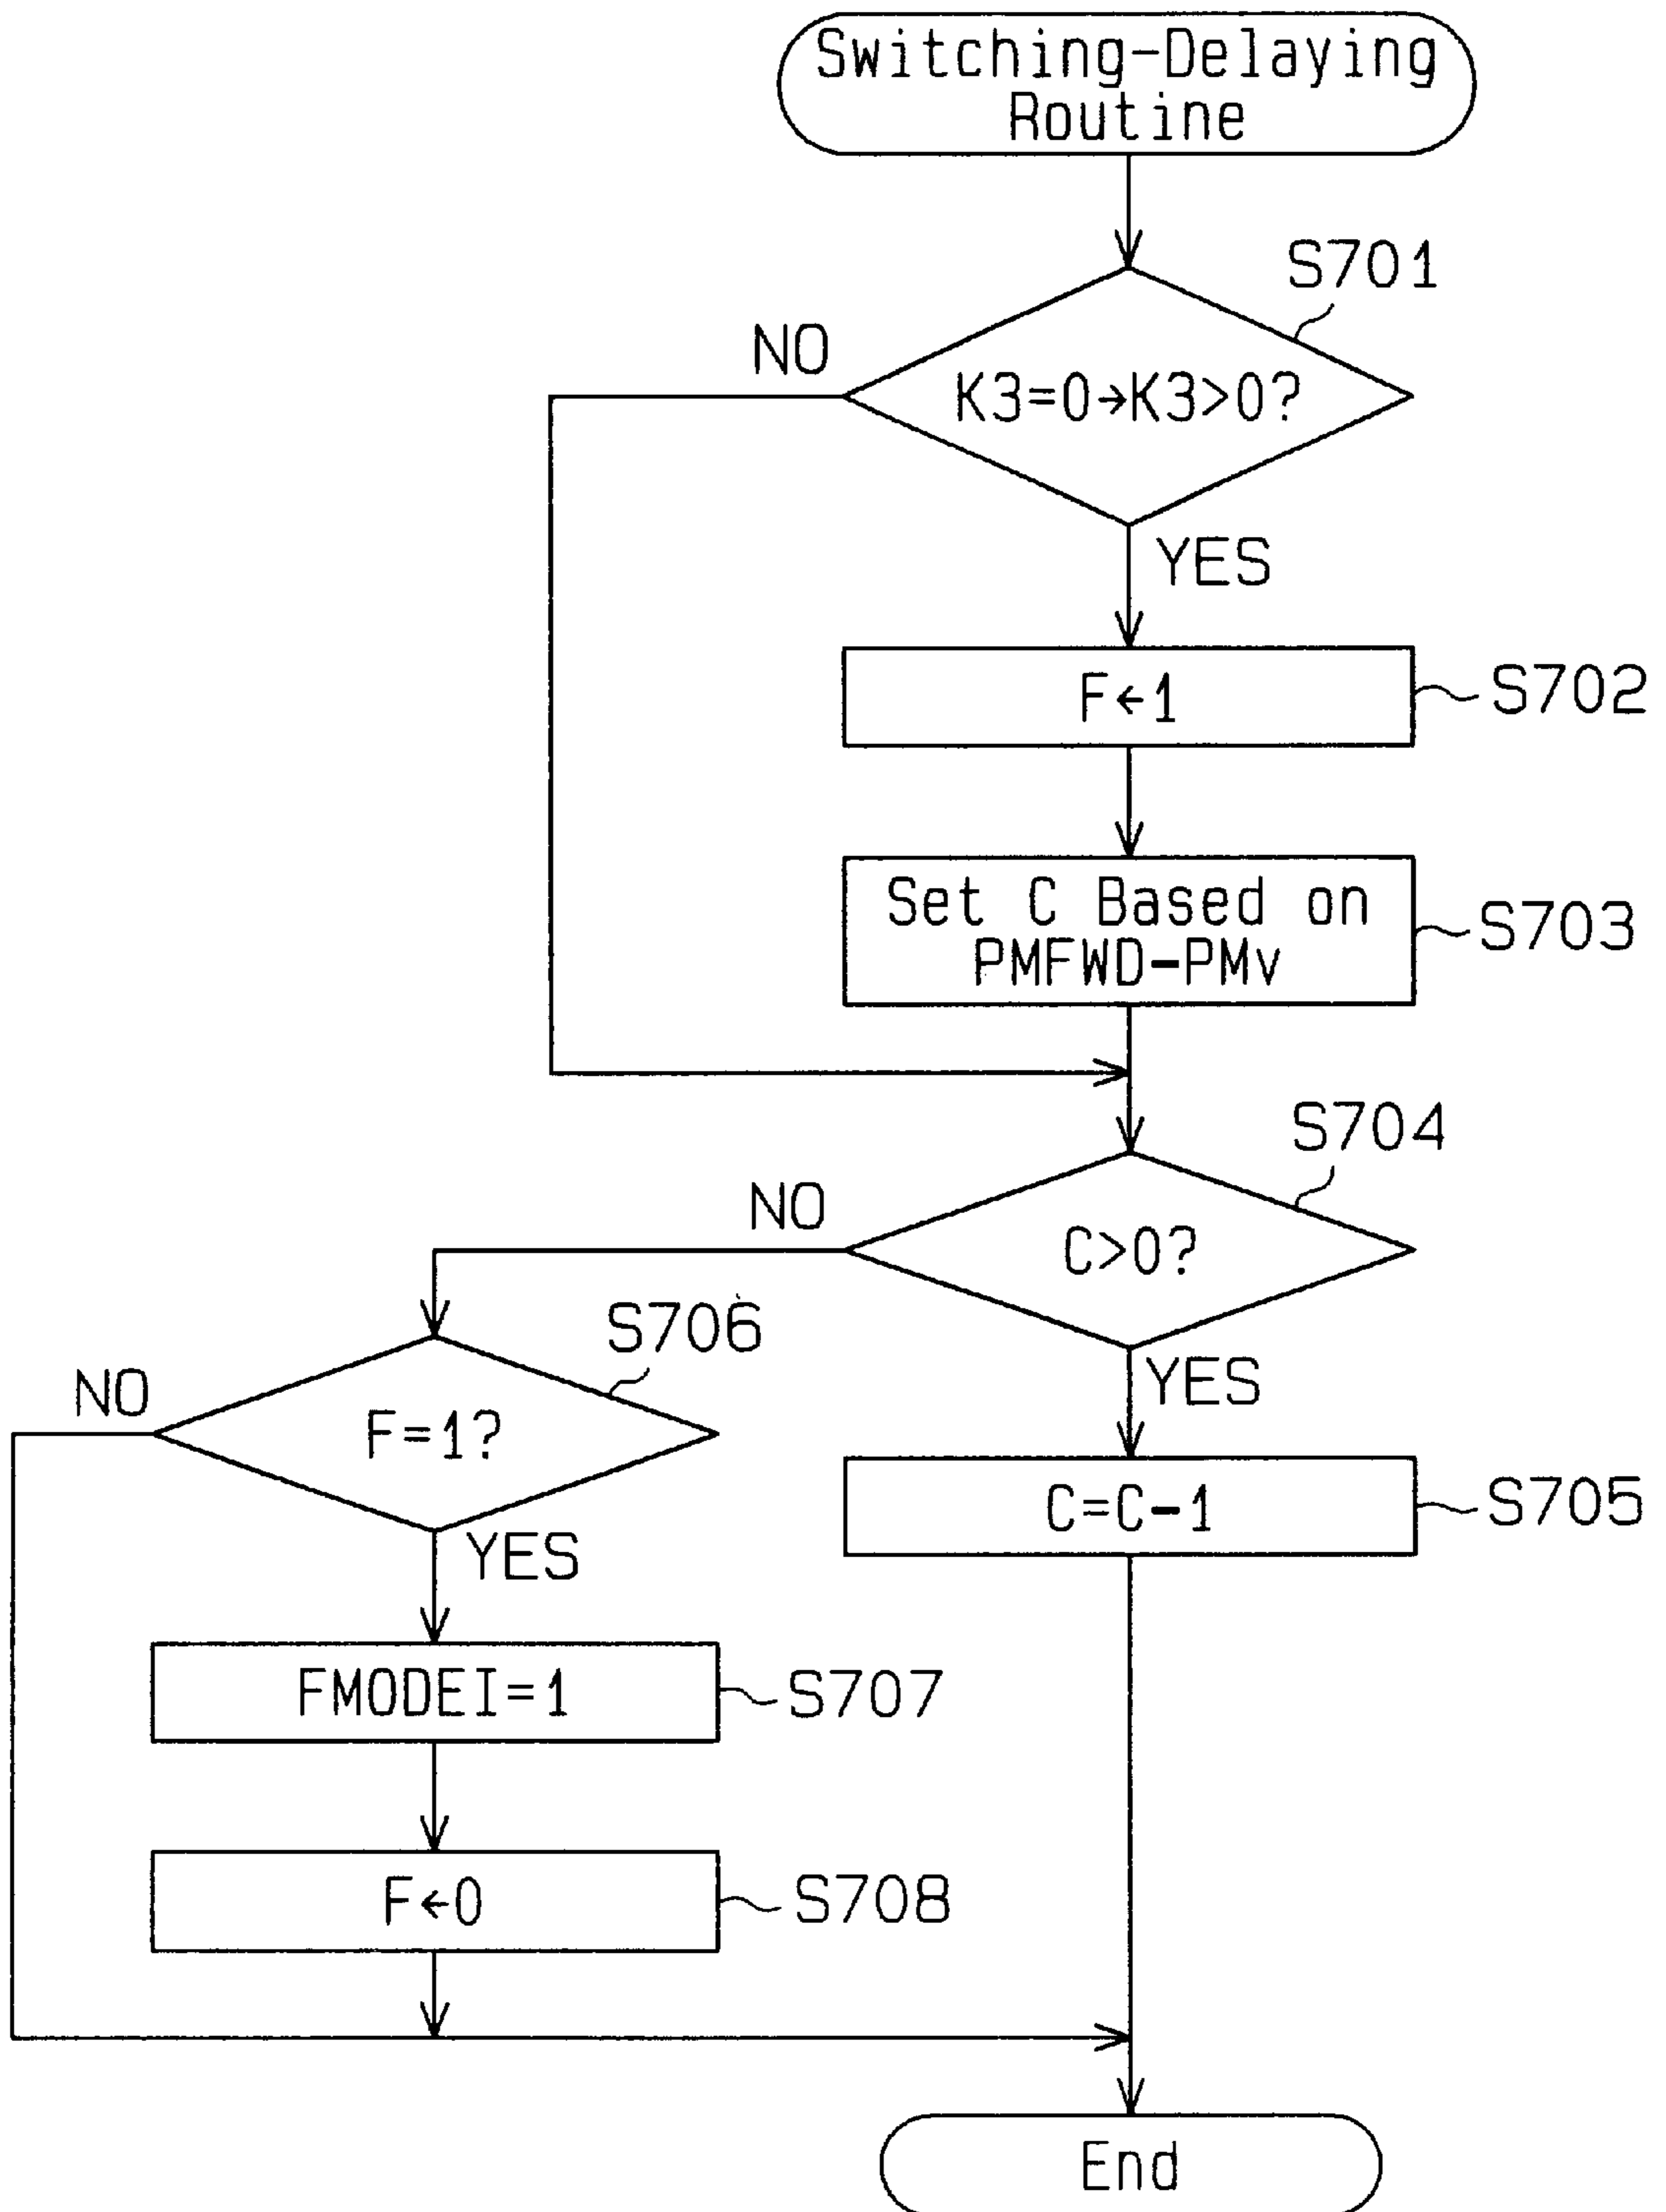 Switching-Delaying
Routine
S701
NO
K3=0→K3>0?
YES
F←1
S702
Set C Based on
PMFWD-PMv
S703
S704
NO
C>0?
YES
S706
NO
F=1?
C=C-1
S705
YES
FMODEI=1
S707
F←0
S708
End